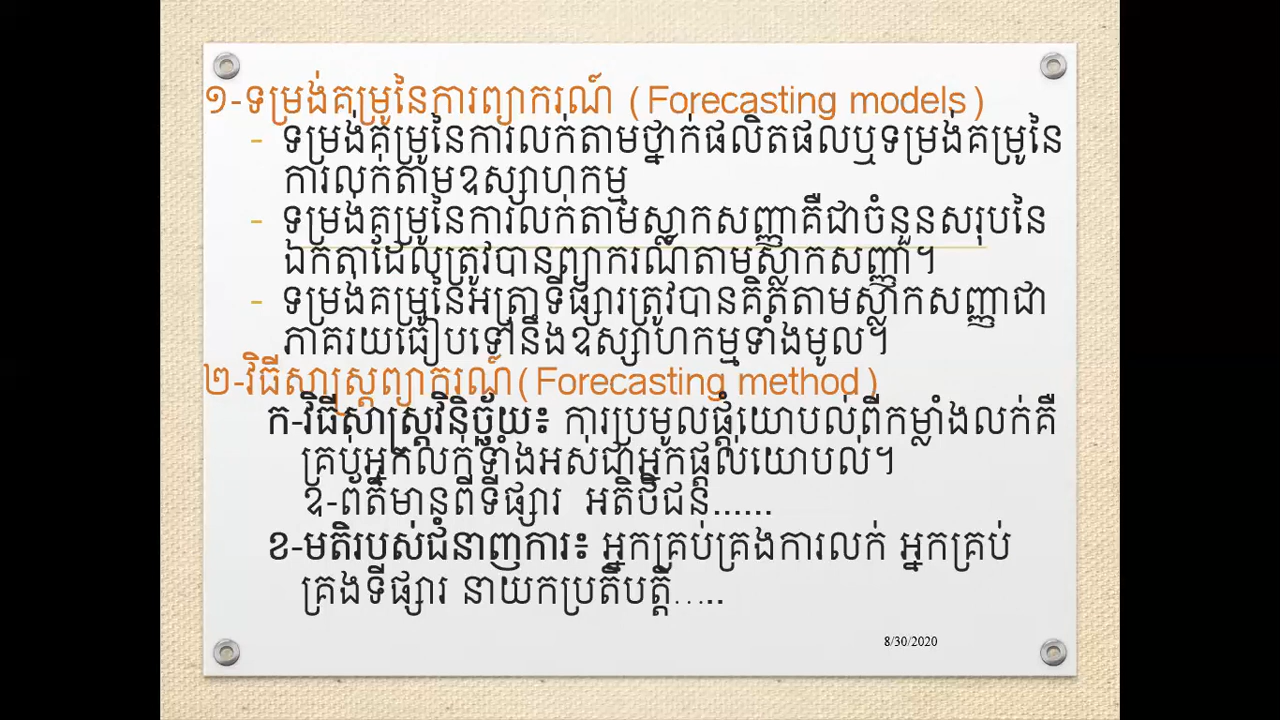 ១-ទម្រង់គម្រូនៃការព្យាករណ៍ (Forecasting models)
- ទម្រង់គម្រូនៃការលក់តាមថ្នាក់ផលិតផលឬទម្រង់គម្រូនៃ
ការលក់តាមឧស្សាហកម្ម
- ទម្រង់គម្រូនៃការលក់តាមស្លាកសញ្ញាគឺជាចំនួនសរុបនៃ
ឯកតាដែលត្រូវបានព្យាករណ៍តាមស្លាកសញ្ញា។
- ទម្រង់គម្រូនៃអត្រាទីផ្សារត្រូវបានគិតតាមស្លាកសញ្ញាជា
ភាគរយធៀបទៅនឹងឧស្សាហកម្មទាំងមូល។
២-វិធីសាស្ត្រព្យាករណ៍(Forecasting method)
ក-វិធីសាស្ត្រវិនិច្ឆ័យ៖ ការប្រមូលផ្តុំយោបល់ពីកម្លាំងលក់គឺ
គ្រប់អ្នកលក់ទាំងអស់ជាអ្នកផ្តល់យោបល់។
ឧ-ព័ត៌មានពីទីផ្សារ អតិថិជន......
ខ-មតិរបស់ជំនាញការ៖ អ្នកគ្រប់គ្រងការលក់ អ្នកគ្រប់
គ្រងទីផ្សារ នាយកប្រតិបត្តិ…..
8/30/2020